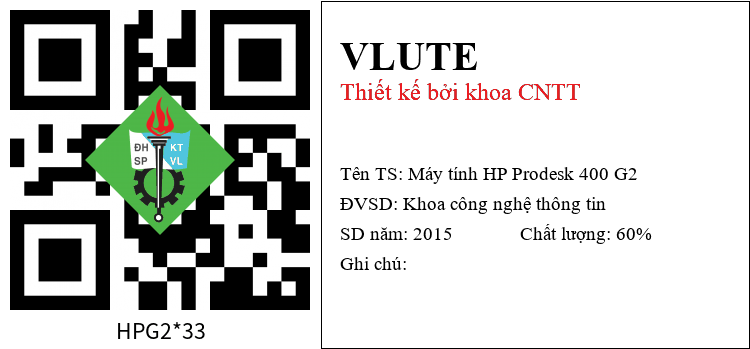 ĐH KT
SP VL
HPG2*33
VLUTE
Thiết kế bởi khoa CNTT
Tên TS: Máy tính HP Prodesk 400 G2
ĐVSD: Khoa công nghệ thông tin
SD năm: 2015 Chất lượng: 60%
Ghi chú: